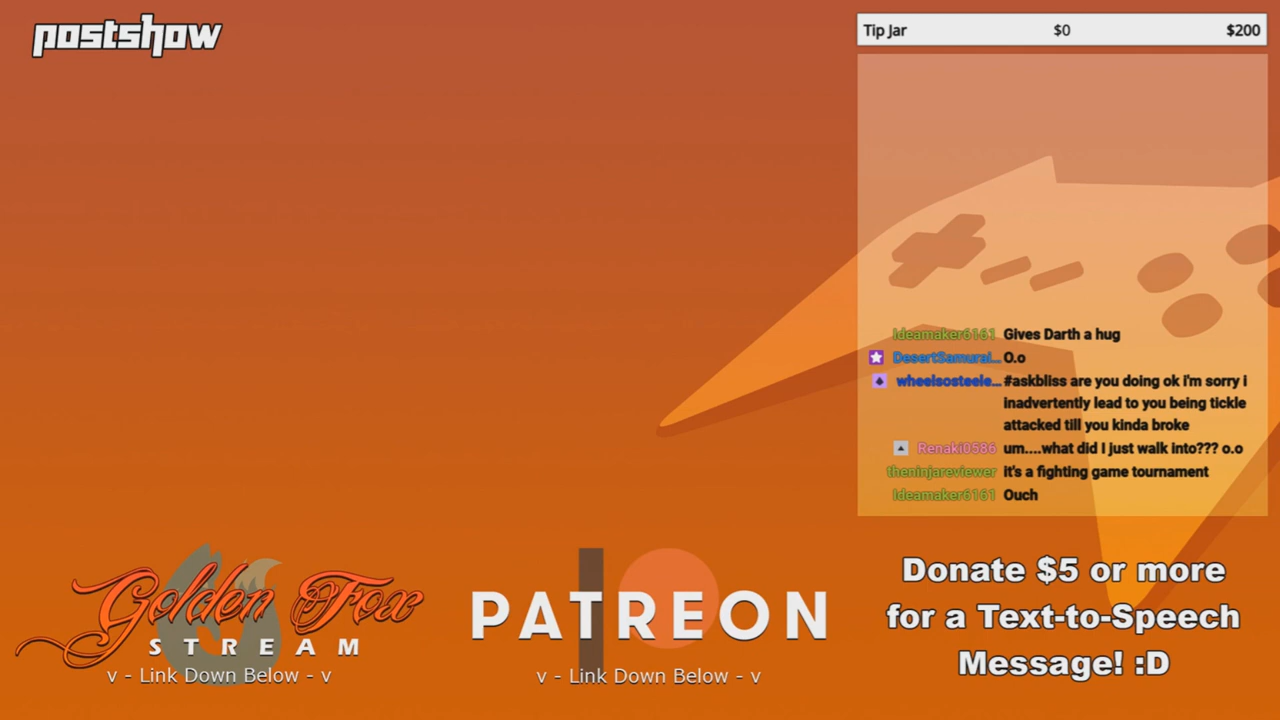 postshow
Tip Jar $0 $200
Ideamaker6161 Gives Darth a hug
DesertSamurai... O.o
wheelsosteele... #askbliss are you doing ok i'm sorry i
inadvertently lead to you being tickle
attacked till you kinda broke
Renaki0586 um....what did I just walk into??? o.o
theninjareviewer it's a fighting game tournament
Ideamaker6161 Ouch
Golden Fox
STREAM
v - Link Down Below - v
PATREON
v - Link Down Below - v
Donate $5 or more
for a Text-to-Speech
Message! :D